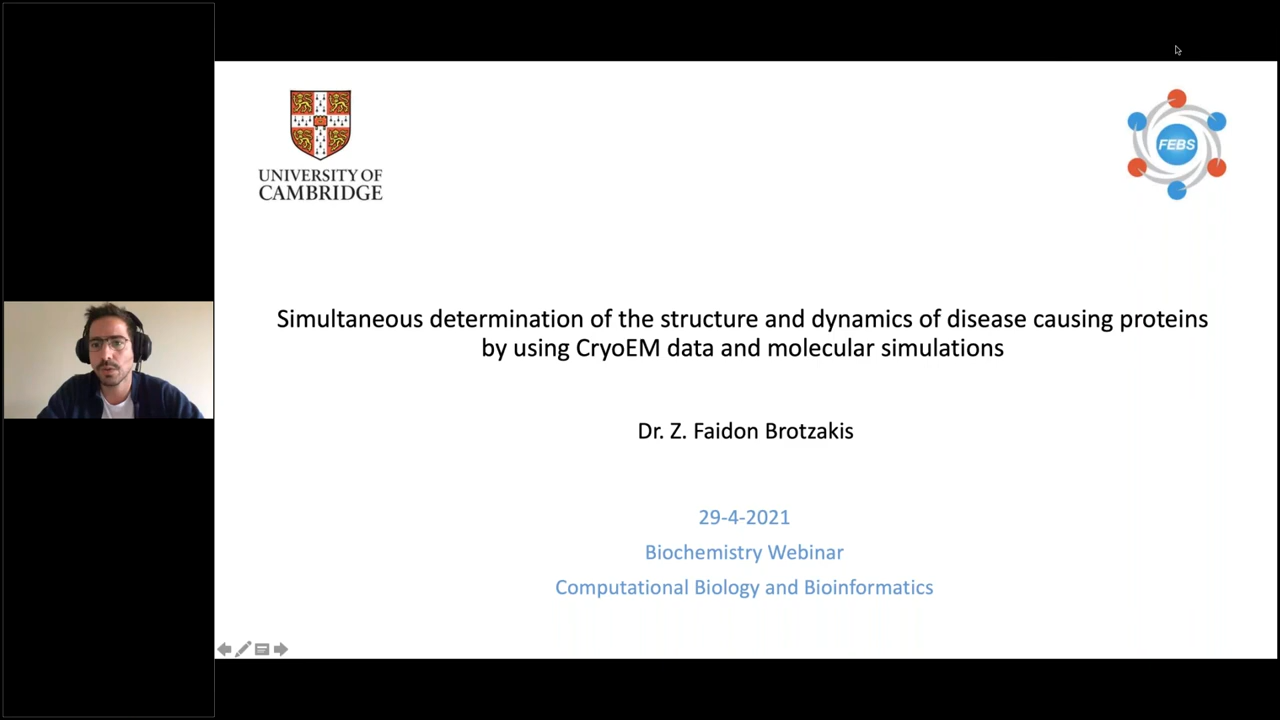 UNIVERSITY OF
CAMBRIDGE
FEBS
Simultaneous determination of the structure and dynamics of disease causing proteins
by using CryoEM data and molecular simulations
Dr. Z. Faidon Brotzakis
29-4-2021
Biochemistry Webinar
Computational Biology and Bioinformatics